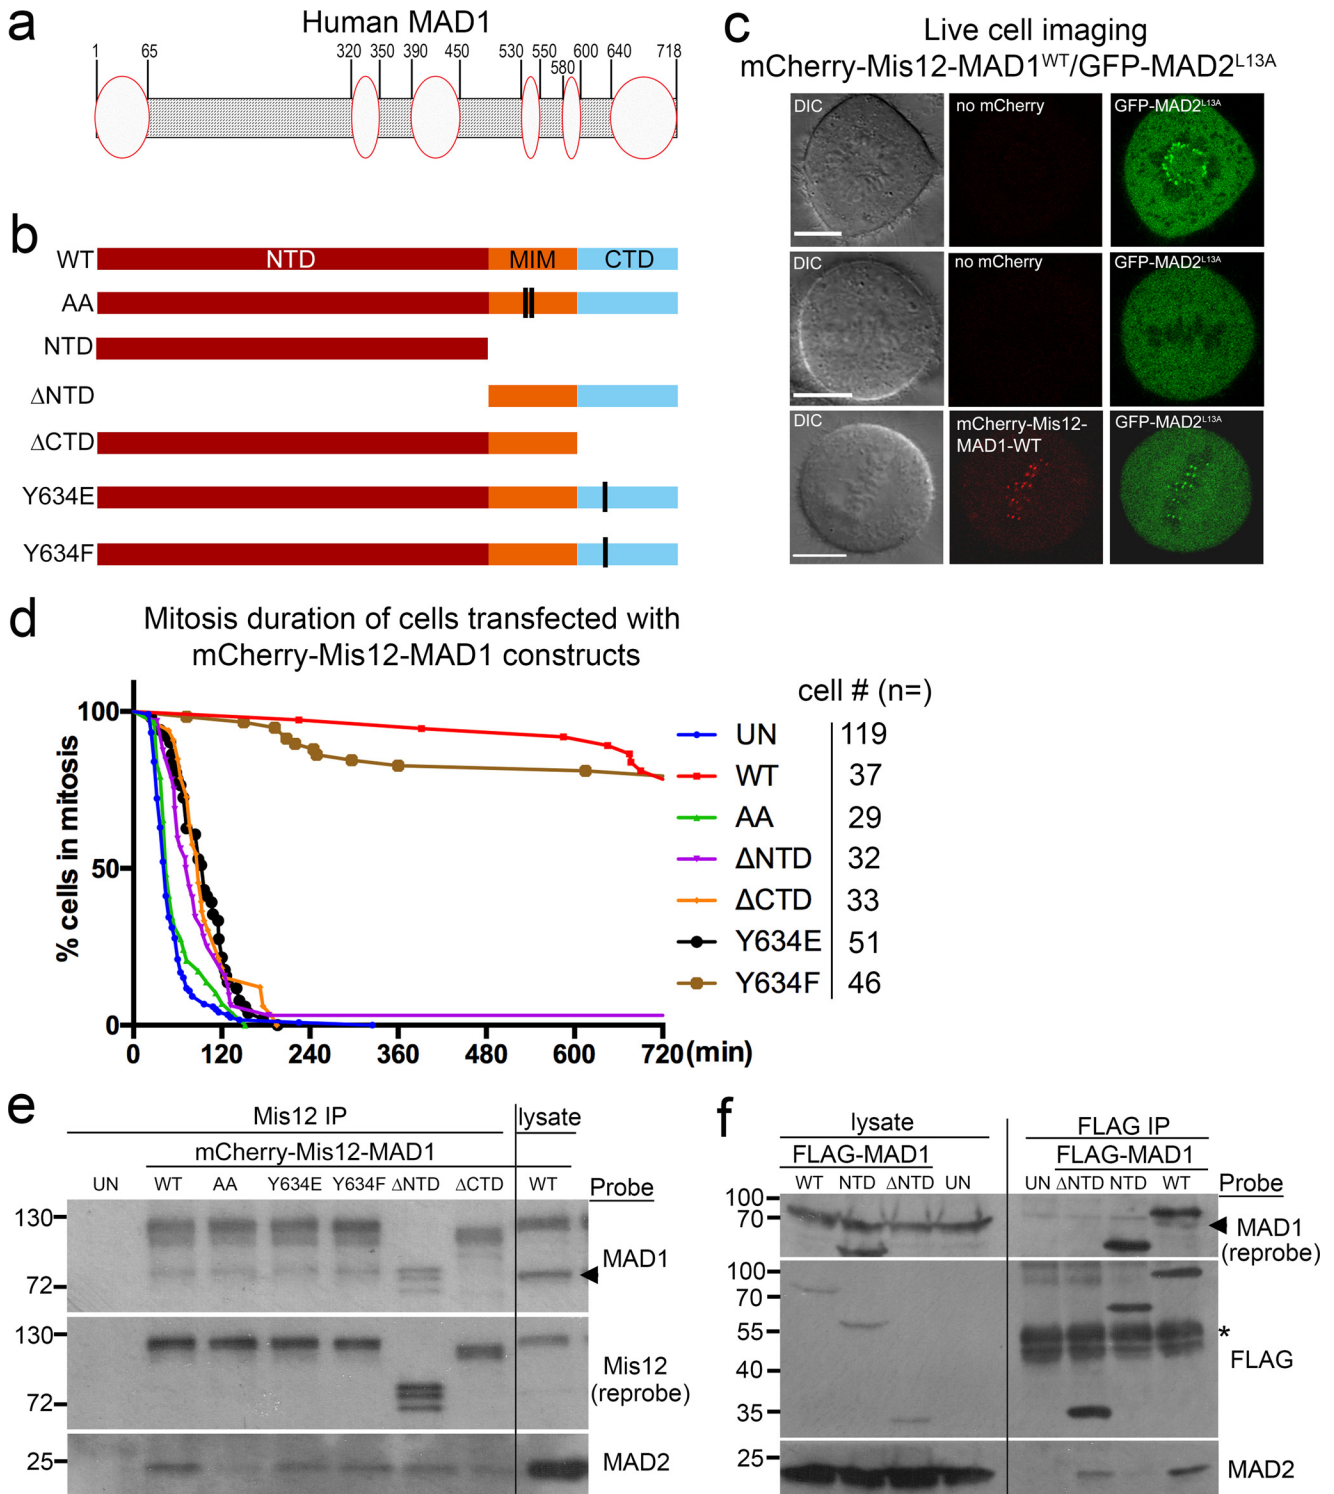 a
Human MAD1
1 65 320 350 390 450 530 550 580 600 640 718
b
WT NTD MIM CTD
AA
NTD
ΔNTD
ΔCTD
Y634E
Y634F
c
Live cell imaging
mCherry-Mis12-MAD1WT/GFP-MAD2L13A
DIC no mCherry GFP-MAD2L13A
DIC no mCherry GFP-MAD2L13A
DIC mCherry-Mis12- GFP-MAD2L13A
MAD1-WT
d
Mitosis duration of cells transfected with
mCherry-Mis12-MAD1 constructs
% cells in mitosis
100
50
0
0 120 240 360 480 600 720 (min)
cell # (n=)
UN 119
WT 37
AA 29
ΔNTD 32
ΔCTD 33
Y634E 51
Y634F 46
e
Mis12 IP lysate
mCherry-Mis12-MAD1
UN WT AA Y634E Y634F ΔNTD ΔCTD WT Probe
130
72
MAD1
130
72
Mis12
(reprobe)
25
MAD2
f
lysate FLAG IP
FLAG-MAD1 FLAG-MAD1
WT NTD ΔNTD UN UN ΔNTD NTD WT Probe
100
70
MAD1
(reprobe)
100
70
55
40
35
*
FLAG
25
MAD2